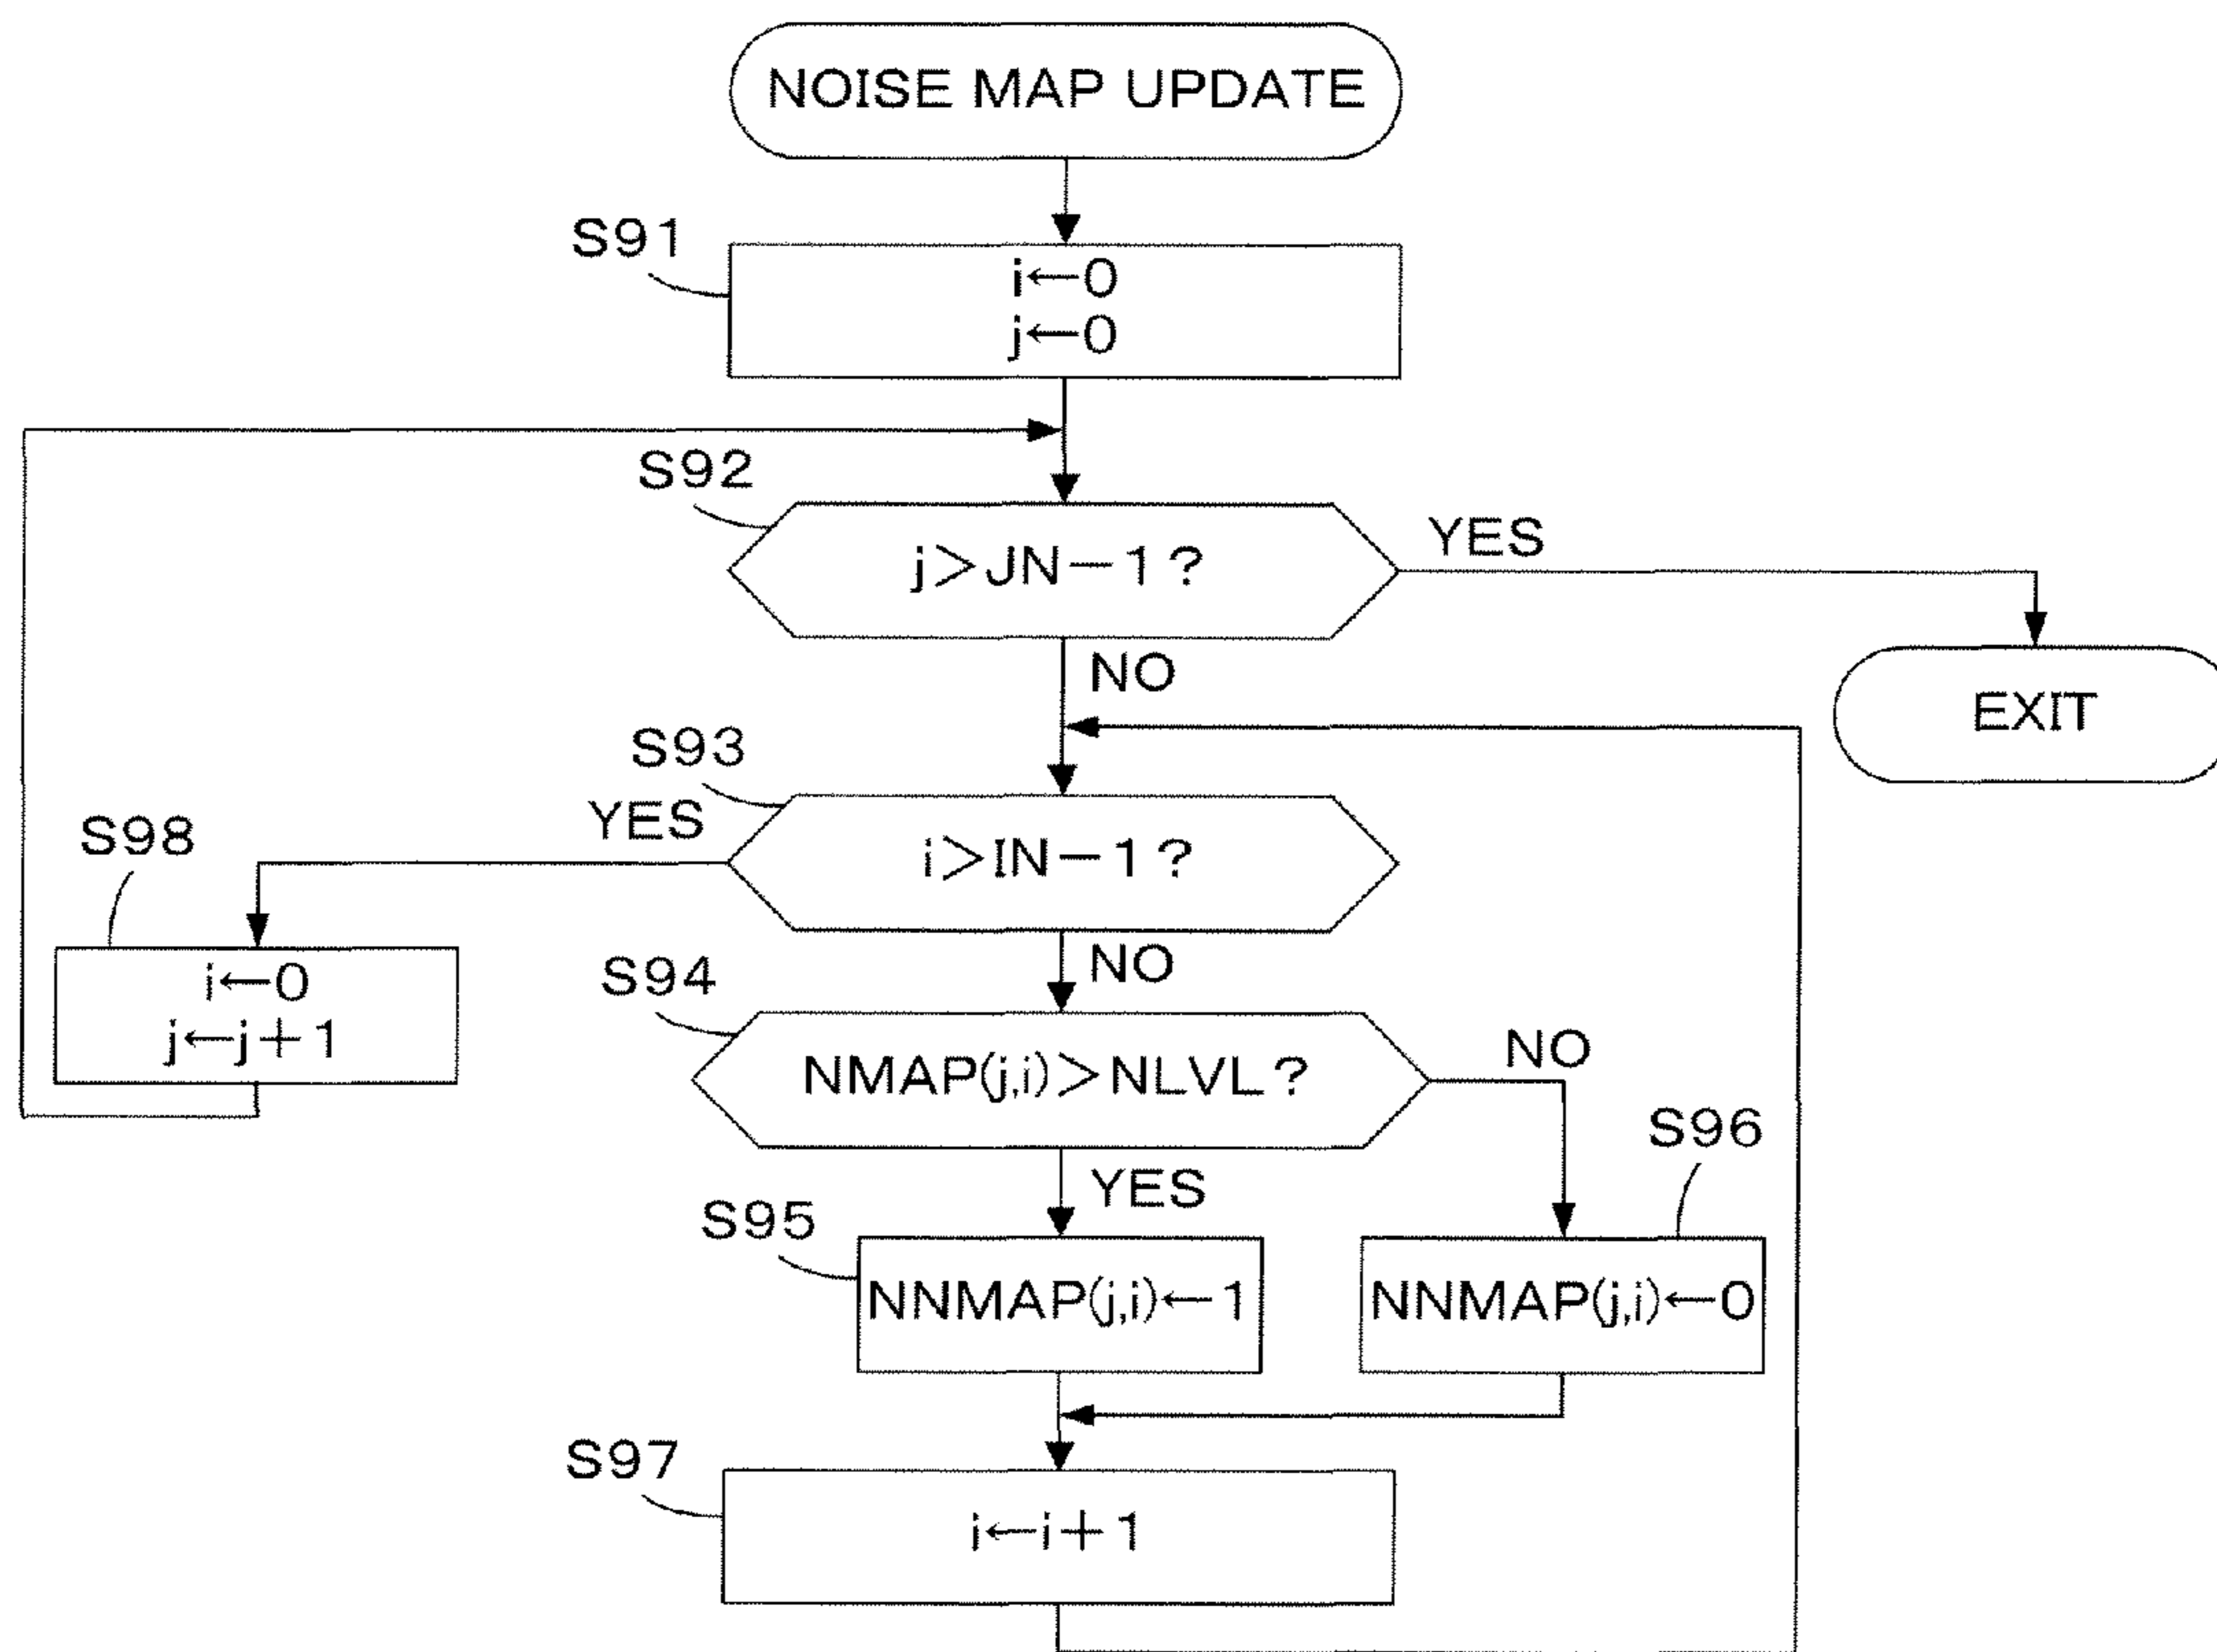 NOISE MAP UPDATE
S91
i←0
j←0
S92
j>JN−1?
YES
NO
EXIT
S93
YES
i>IN−1?
NO
S98
i←0
j←j+1
S94
NMAP(j,i)>NLVL?
NO
YES
S95
NNMAP(j,i)←1
S96
NNMAP(j,i)←0
S97
i←i+1